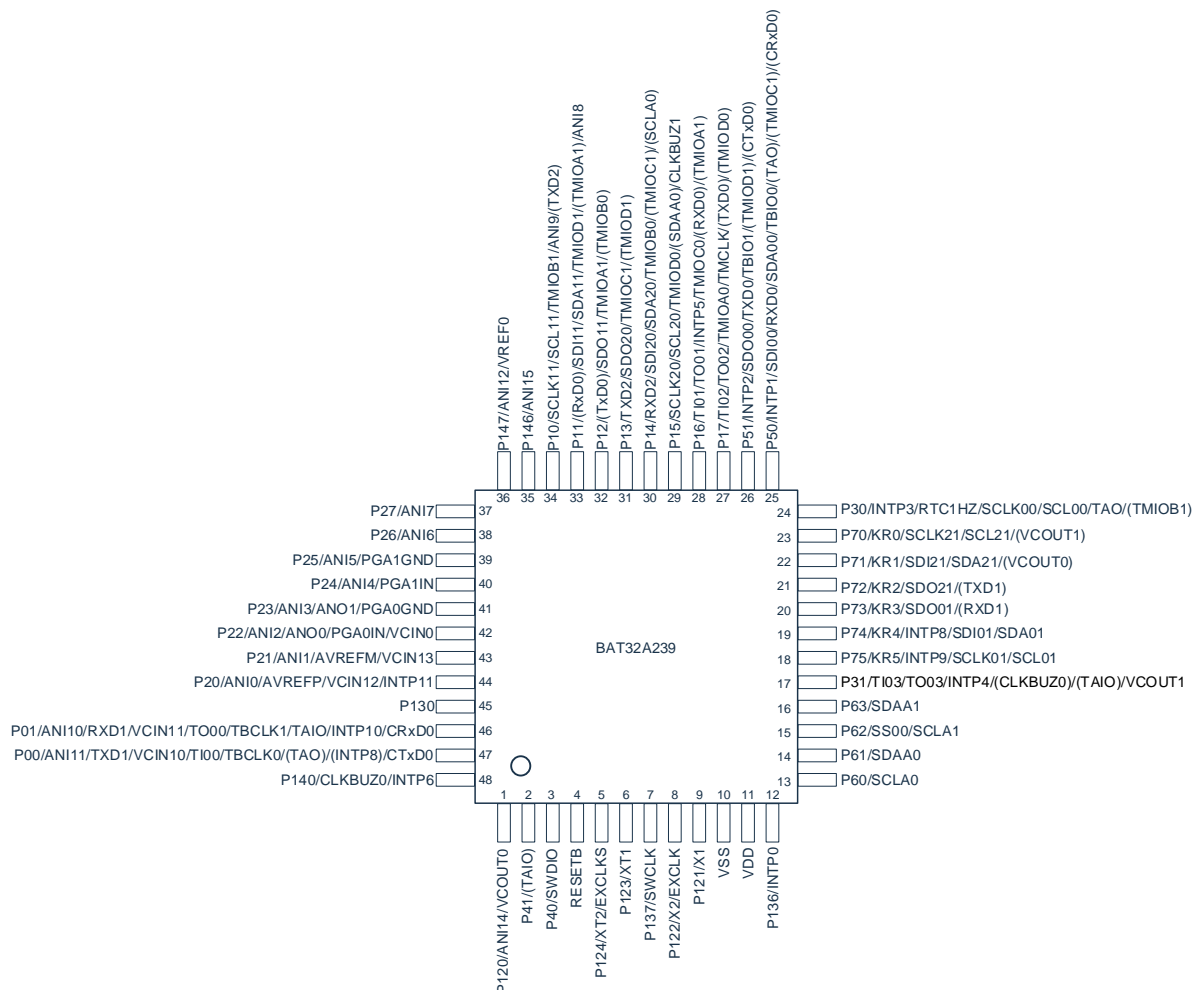 P147/ANI12/VREF0
P146/ANI15
P10/SCLK11/SCL11/TMIOB1/ANI9/(TXD2)
P11/(RxD0)/SDI11/SDA11/TMIOD1/(TMIOA1)/ANI8
P12/(TxD0)/SDO11/TMIOA1/(TMIOB0)
P13/TXD2/SDO20/TMIOC1/(TMIOD1)
P14/RXD2/SDI20/SDA20/TMIOB0/(TMIOC1)/(SCLA0)
P15/SCLK20/SCL20/TMIOD0/(SDAA0)/CLKBUZ1
P16/TI01/TO01/INTP5/TMIOC0/(RXD0)/(TMIOA1)
P17/TI02/TO02/TMIOA0/TMCLK/(TXD0)/(TMIOD0)
P51/INTP2/SDO00/TXD0/TBIO1/(TMIOD1)/(CTxD0)
P50/INTP1/SDI00/RXD0/SDA00/TBIO0/(TAO)/(TMIOC1)/(CRxD0)
36 35 34 33 32 31 30 29 28 27 26 25
P27/ANI7 37
P26/ANI6 38
P25/ANI5/PGA1GND 39
P24/ANI4/PGA1IN 40
P23/ANI3/ANO1/PGA0GND 41
P22/ANI2/ANO0/PGA0IN/VCIN0 42
P21/ANI1/AVREFM/VCIN13 43
P20/ANI0/AVREFP/VCIN12/INTP11 44
P130 45
P01/ANI10/RXD1/VCIN11/TO00/TBCLK1/TAIO/INTP10/CRxD0 46
P00/ANI11/TXD1/VCIN10/TI00/TBCLK0/(TAO)/(INTP8)/CTxD0 47
P140/CLKBUZ0/INTP6 48
BAT32A239
24 P30/INTP3/RTC1HZ/SCLK00/SCL00/TAO/(TMIOB1)
23 P70/KR0/SCLK21/SCL21/(VCOUT1)
22 P71/KR1/SDI21/SDA21/(VCOUT0)
21 P72/KR2/SDO21/(TXD1)
20 P73/KR3/SDO01/(RXD1)
19 P74/KR4/INTP8/SDI01/SDA01
18 P75/KR5/INTP9/SCLK01/SCL01
17 P31/TI03/TO03/INTP4/(CLKBUZ0)/(TAIO)/VCOUT1
16 P63/SDAA1
15 P62/SS00/SCLA1
14 P61/SDAA0
13 P60/SCLA0
1 2 3 4 5 6 7 8 9 10 11 12
P120/ANI14/VCOUT0
P41/(TAIO)
P40/SWDIO
RESETB
P124/XT2/EXCLKS
P123/XT1
P137/SWCLK
P122/X2/EXCLK
P121/X1
VSS
VDD
P136/INTP0